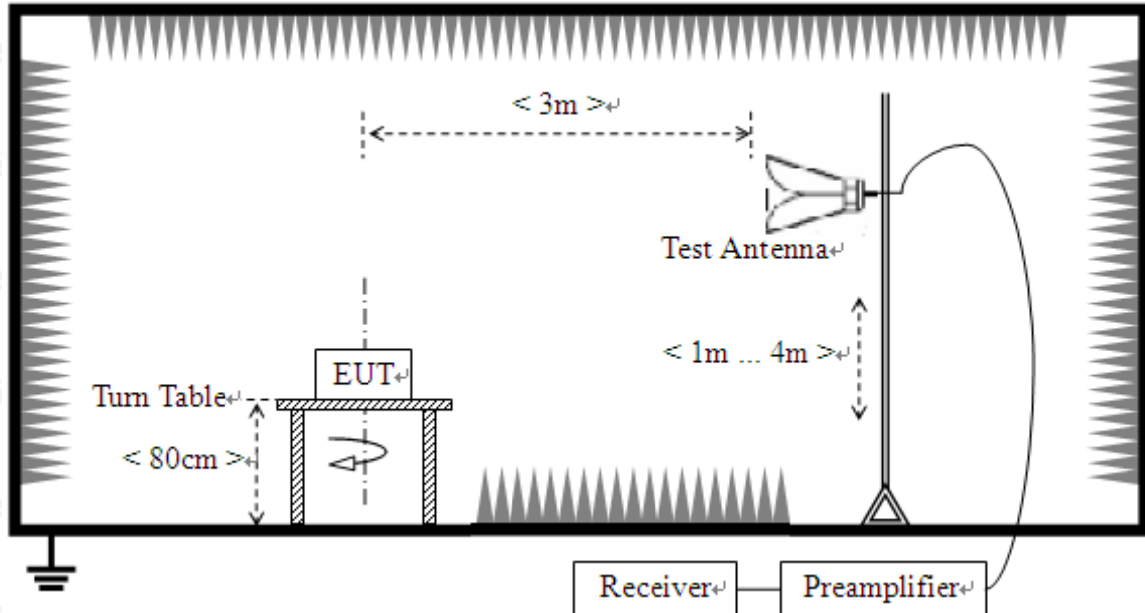 < 3m >↵
Test Antenna↵
< 1m ... 4m >↵
EUT↵
Turn Table↵
< 80cm >↵
Receiver↵
Preamplifier↵